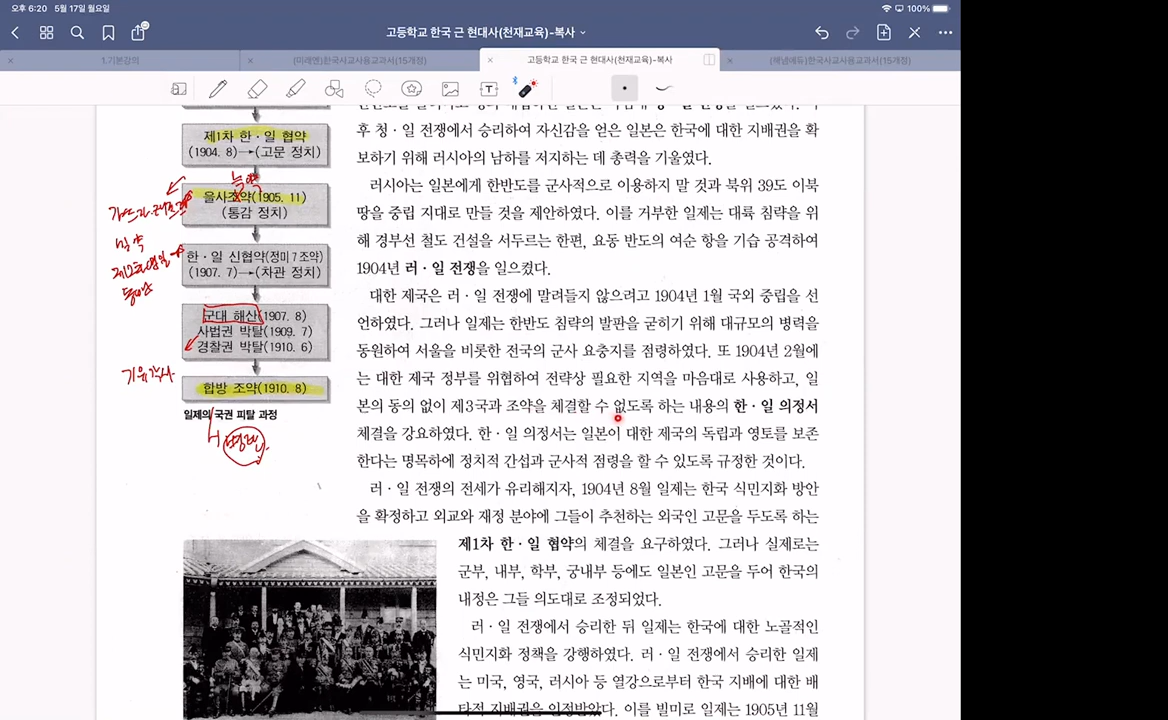 오후 6:20 5월 17일 월요일
100%
고등학교 한국 근 현대사(천재교육)-복사
1.기본강의
(미래엔)한국사교사용교과서(15개정)
고등학교 한국 근 현대사(천재교육)-복사
(해냄에듀)한국사교사용교과서(15개정)
제1차 한·일 협약
(1904. 8)→(고문 정치)
늑약
을사조약(1905. 11)
(통감 정치)
한·일 신협약(정미 7 조약)
(1907. 7)→(차관 정치)
군대 해산(1907. 8)
사법권 박탈(1909. 7)
경찰권 박탈(1910. 6)
기유각서
합방 조약(1910. 8)
일제의 국권 피탈 과정
후 청·일 전쟁에서 승리하여 자신감을 얻은 일본은 한국에 대한 지배권을 확
보하기 위해 러시아의 남하를 저지하는 데 총력을 기울였다.
러시아는 일본에게 한반도를 군사적으로 이용하지 말 것과 북위 39도 이북
땅을 중립 지대로 만들 것을 제안하였다. 이를 거부한 일제는 대륙 침략을 위
해 경부선 철도 건설을 서두르는 한편, 요동 반도의 여순 항을 기습 공격하여
1904년 러·일 전쟁을 일으켰다.
대한 제국은 러·일 전쟁에 말려들지 않으려고 1904년 1월 국외 중립을 선
언하였다. 그러나 일제는 한반도 침략의 발판을 굳히기 위해 대규모의 병력을
동원하여 서울을 비롯한 전국의 군사 요충지를 점령하였다. 또 1904년 2월에
는 대한 제국 정부를 위협하여 전략상 필요한 지역을 마음대로 사용하고, 일
본의 동의 없이 제3국과 조약을 체결할 수 없도록 하는 내용의 한·일 의정서
체결을 강요하였다. 한·일 의정서는 일본이 대한 제국의 독립과 영토를 보존
한다는 명목하에 정치적 간섭과 군사적 점령을 할 수 있도록 규정한 것이다.
러·일 전쟁의 전세가 유리해지자, 1904년 8월 일제는 한국 식민지화 방안
을 확정하고 외교와 재정 분야에 그들이 추천하는 외국인 고문을 두도록 하는
제1차 한·일 협약의 체결을 요구하였다. 그러나 실제로는
군부, 내부, 학부, 궁내부 등에도 일본인 고문을 두어 한국의
내정은 그들 의도대로 조정되었다.
러·일 전쟁에서 승리한 뒤 일제는 한국에 대한 노골적인
식민지화 정책을 강행하였다. 러·일 전쟁에서 승리한 일제
는 미국, 영국, 러시아 등 열강으로부터 한국 지배에 대한 배
타적 지배권을 인정받았다. 이를 빌미로 일제는 1905년 11월